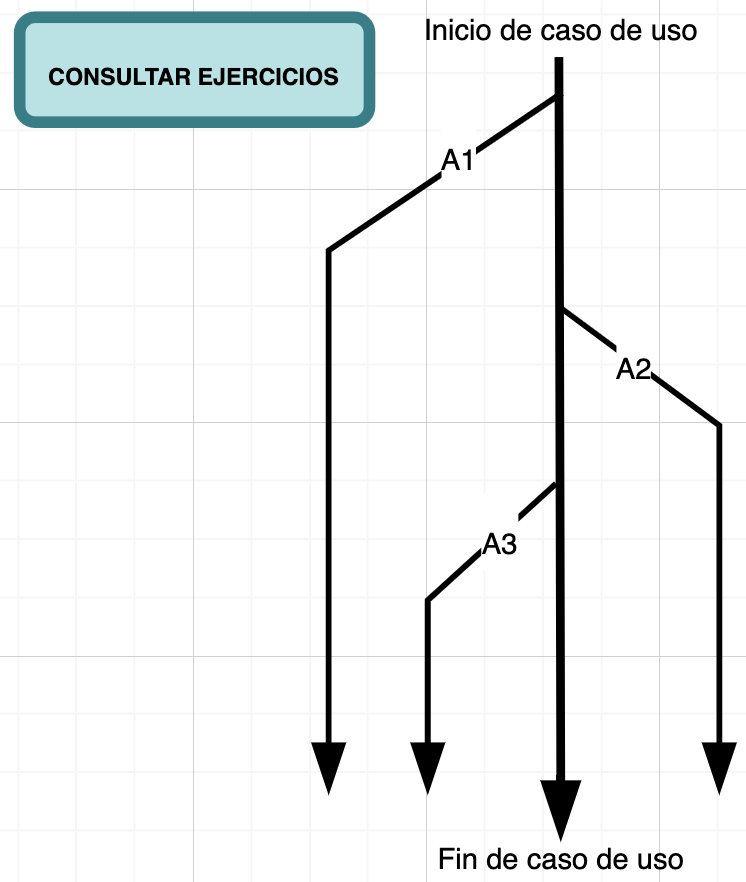 CONSULTAR EJERCICIOS
Inicio de caso de uso
A1
A2
A3
Fin de caso de uso